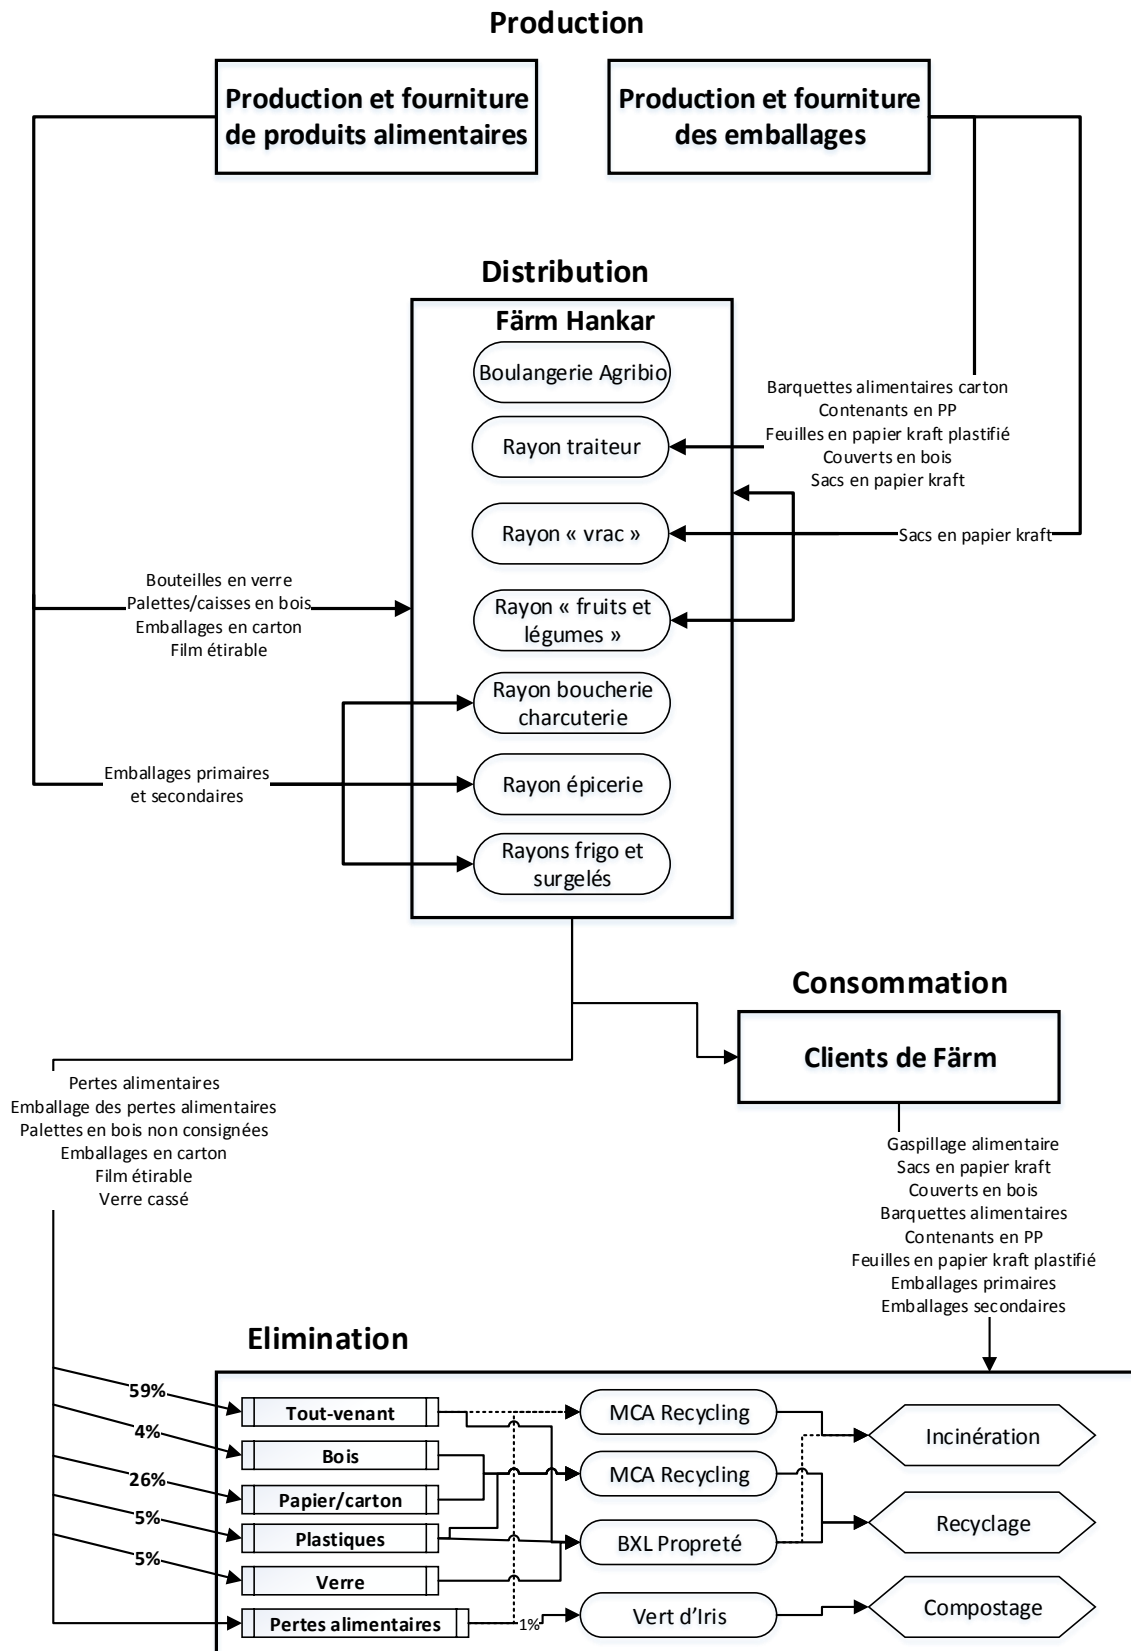 Production
Production et fourniture
de produits alimentaires
Production et fourniture
des emballages
Distribution
Färm Hankar
Boulangerie Agribio
Rayon traiteur
Rayon « vrac »
Rayon « fruits et
légumes »
Rayon boucherie
charcuterie
Rayon épicerie
Rayons frigo et
surgelés
Barquettes alimentaires carton
Contenants en PP
Feuilles en papier kraft plastifié
Couverts en bois
Sacs en papier kraft
Sacs en papier kraft
Bouteilles en verre
Palettes/caisses en bois
Emballages en carton
Film étirable
Emballages primaires
et secondaires
Consommation
Clients de Färm
Pertes alimentaires
Emballage des pertes alimentaires
Palettes en bois non consignées
Emballages en carton
Film étirable
Verre cassé
Gaspillage alimentaire
Sacs en papier kraft
Couverts en bois
Barquettes alimentaires
Contenants en PP
Feuilles en papier kraft plastifié
Emballages primaires
Emballages secondaires
Elimination
59%
4%
26%
5%
5%
Tout-venant
Bois
Papier/carton
Plastiques
Verre
Pertes alimentaires
1%
MCA Recycling
MCA Recycling
BXL Propreté
Vert d'Iris
Incinération
Recyclage
Compostage